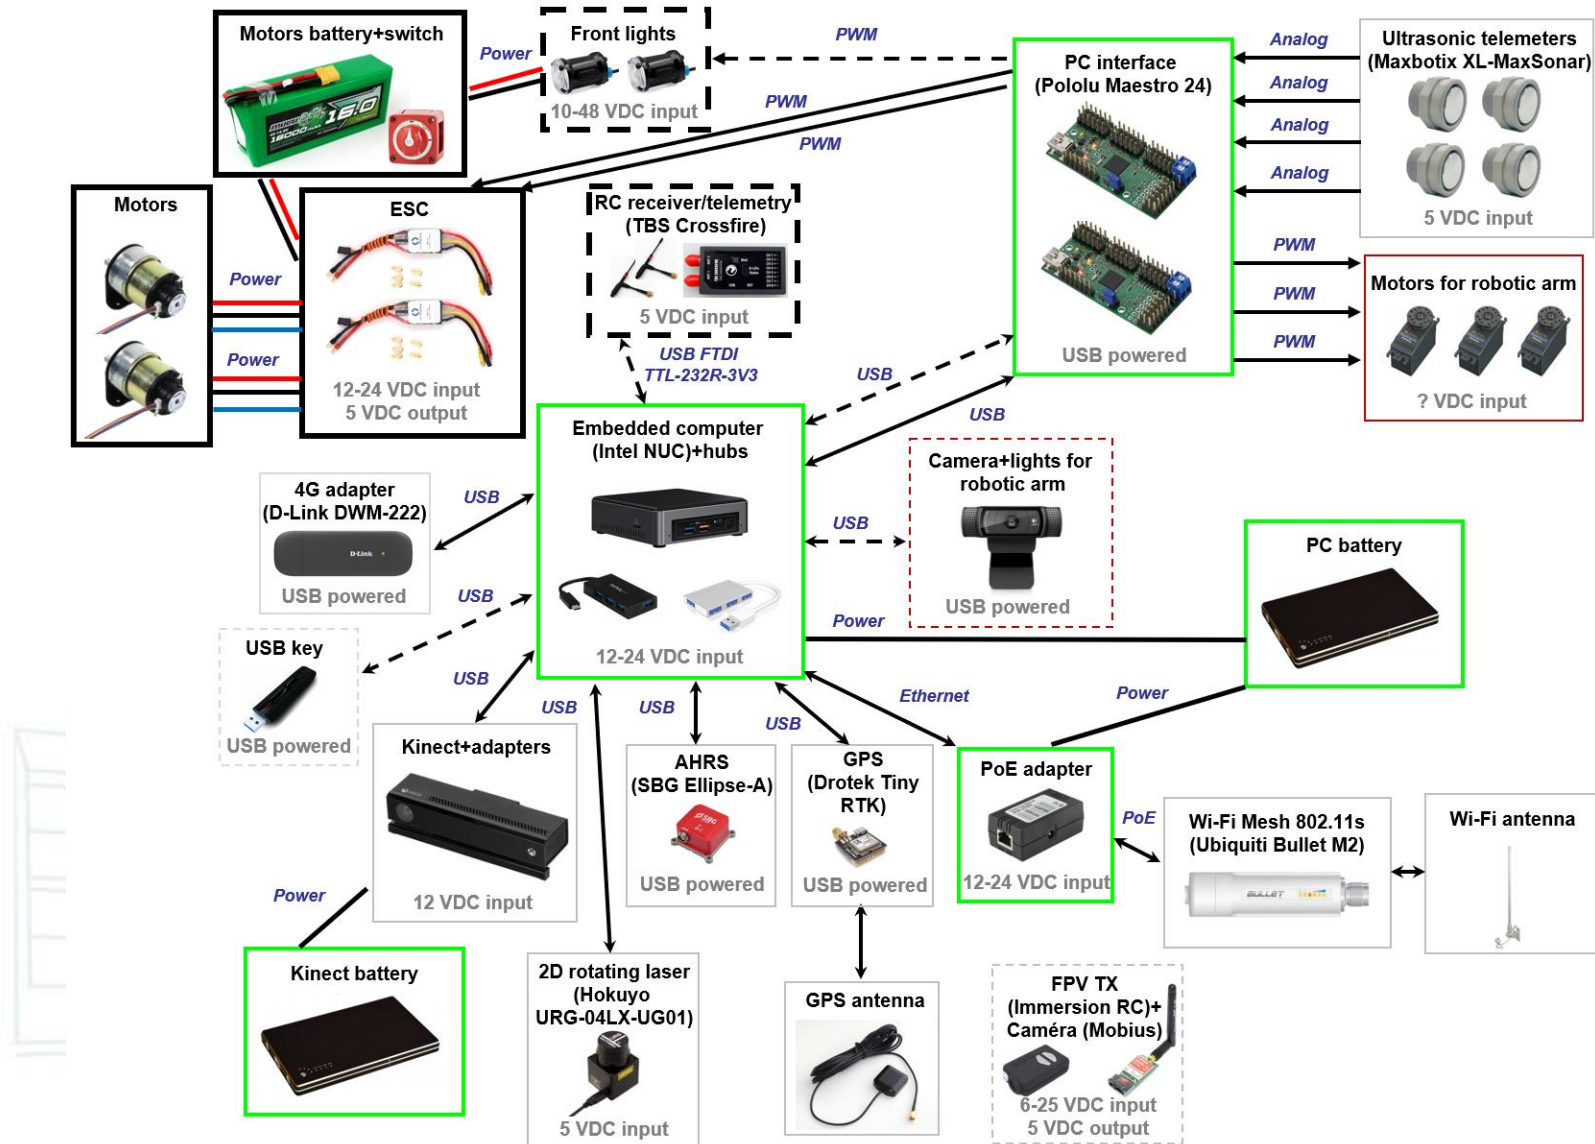 Motors battery+switch
16.0
16000mAh
Power
Front lights
10-48 VDC input
PWM
PWM
PWM
PC interface
(Pololu Maestro 24)
USB powered
Analog
Analog
Analog
Analog
Ultrasonic telemeters
(Maxbotix XL-MaxSonar)
5 VDC input
PWM
PWM
PWM
Motors for robotic arm
? VDC input
Motors
Power
Power
ESC
12-24 VDC input
5 VDC output
RC receiver/telemetry
(TBS Crossfire)
5 VDC input
USB FTDI
TTL-232R-3V3
USB
USB
Embedded computer
(Intel NUC)+hubs
12-24 VDC input
4G adapter
(D-Link DWM-222)
D-Link
USB powered
USB
USB
Camera+lights for
robotic arm
USB powered
USB
PC battery
Power
Power
USB key
USB powered
USB
USB
USB
USB
Ethernet
Kinect+adapters
12 VDC input
Power
Kinect battery
AHRS
(SBG Ellipse-A)
SBG
USB powered
GPS
(Drotek Tiny
RTK)
USB powered
PoE adapter
12-24 VDC input
PoE
Wi-Fi Mesh 802.11s
(Ubiquiti Bullet M2)
BULLET
Wi-Fi antenna
2D rotating laser
(Hokuyo
URG-04LX-UG01)
5 VDC input
GPS antenna
FPV TX
(Immersion RC)+
Caméra (Mobius)
6-25 VDC input
5 VDC output